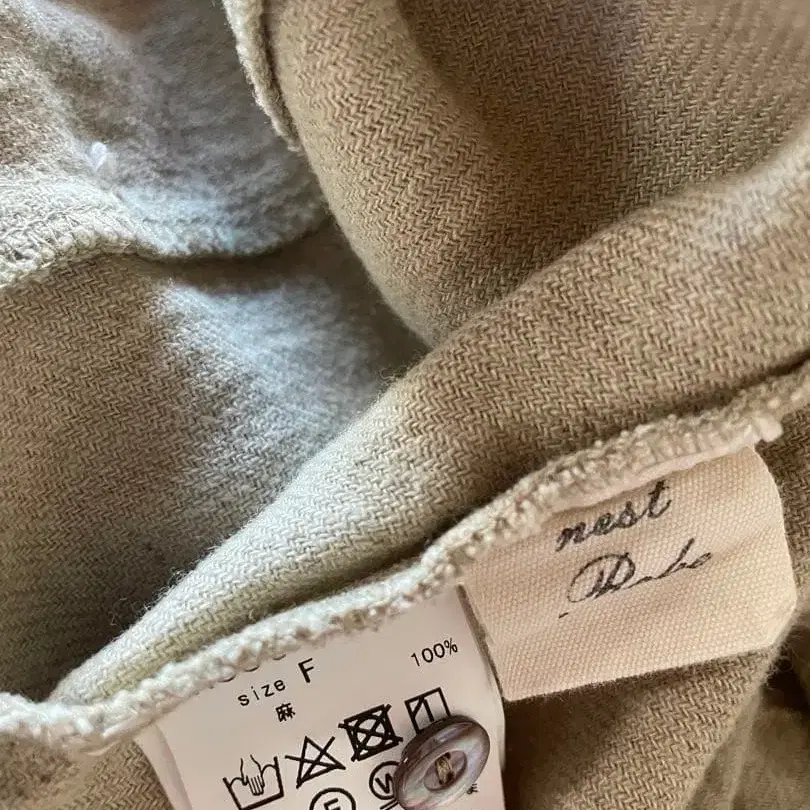 nest
Robe
size F
麻
100%
F
W